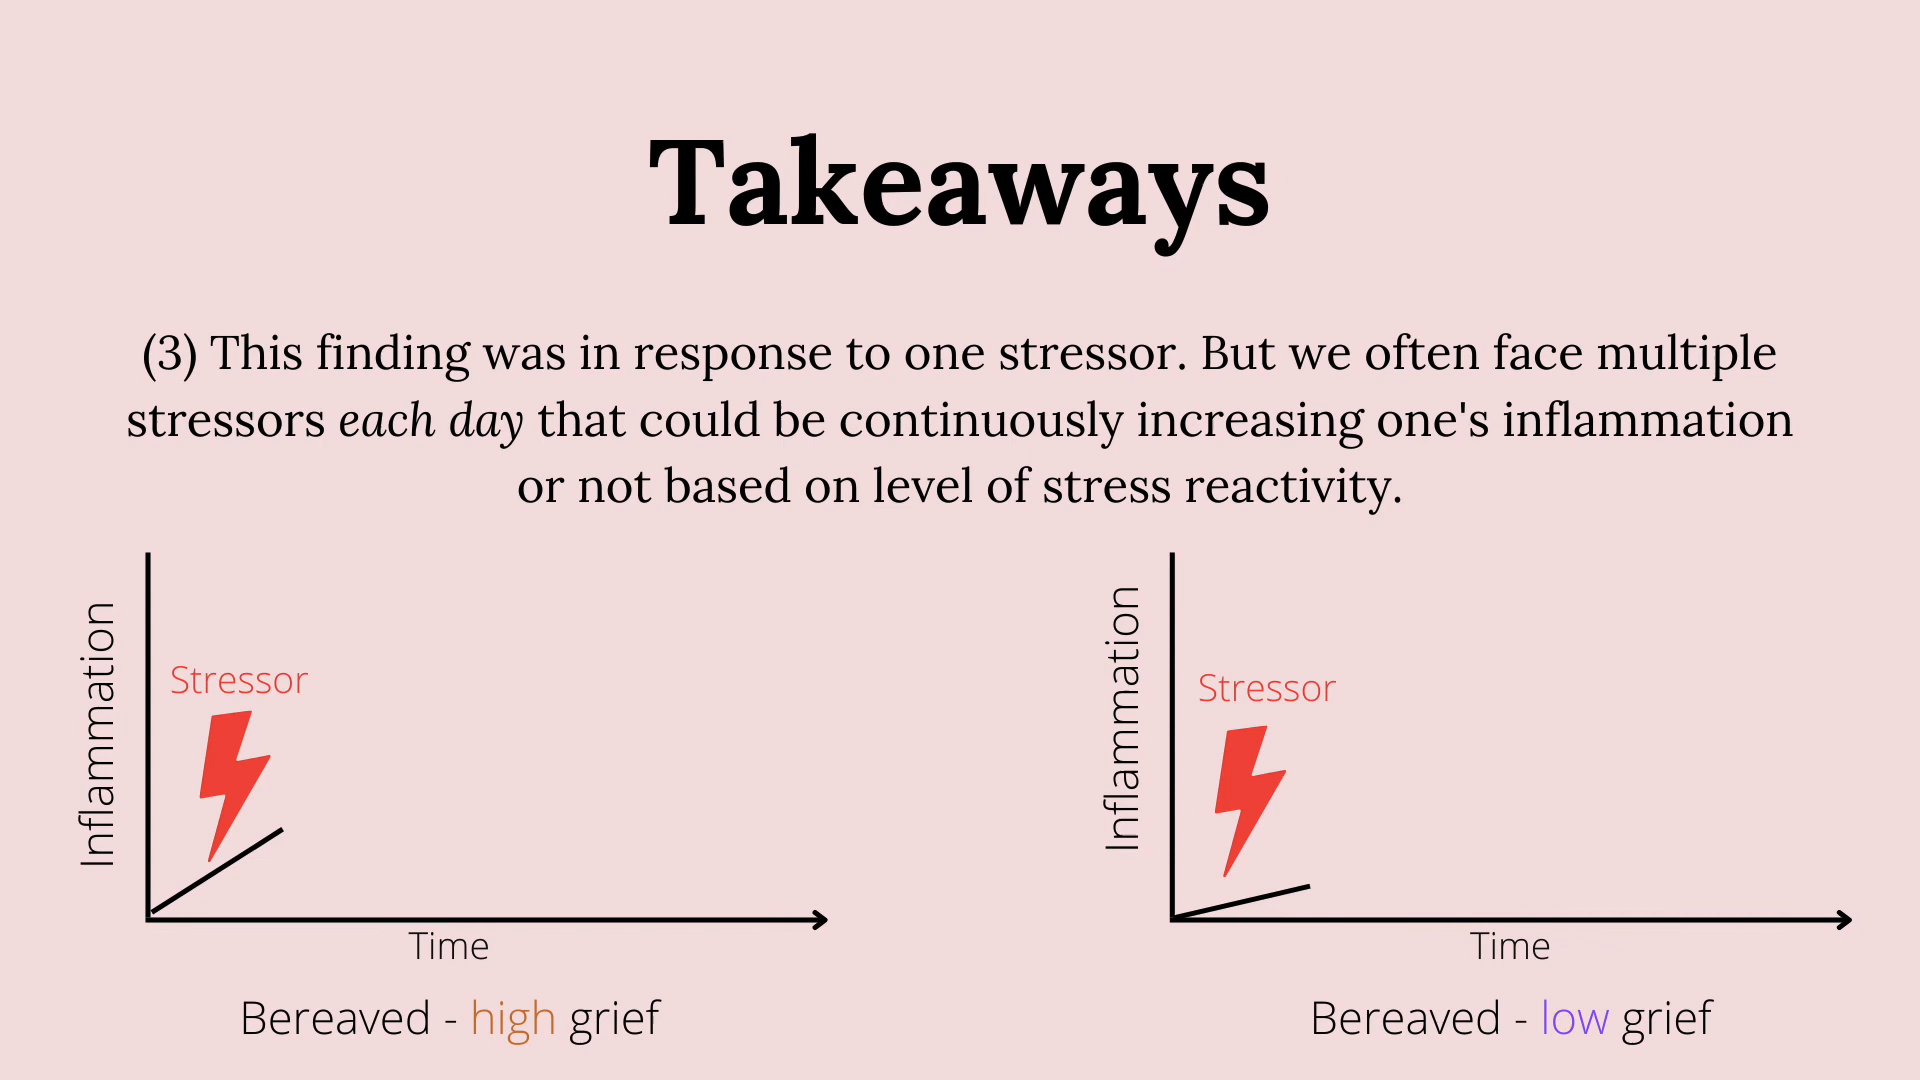 Takeaways
(3) This finding was in response to one stressor. But we often face multiple
stressors each day that could be continuously increasing one's inflammation
or not based on level of stress reactivity.
Inflammation
Stressor
Time
Bereaved - high grief
Inflammation
Stressor
Time
Bereaved - low grief